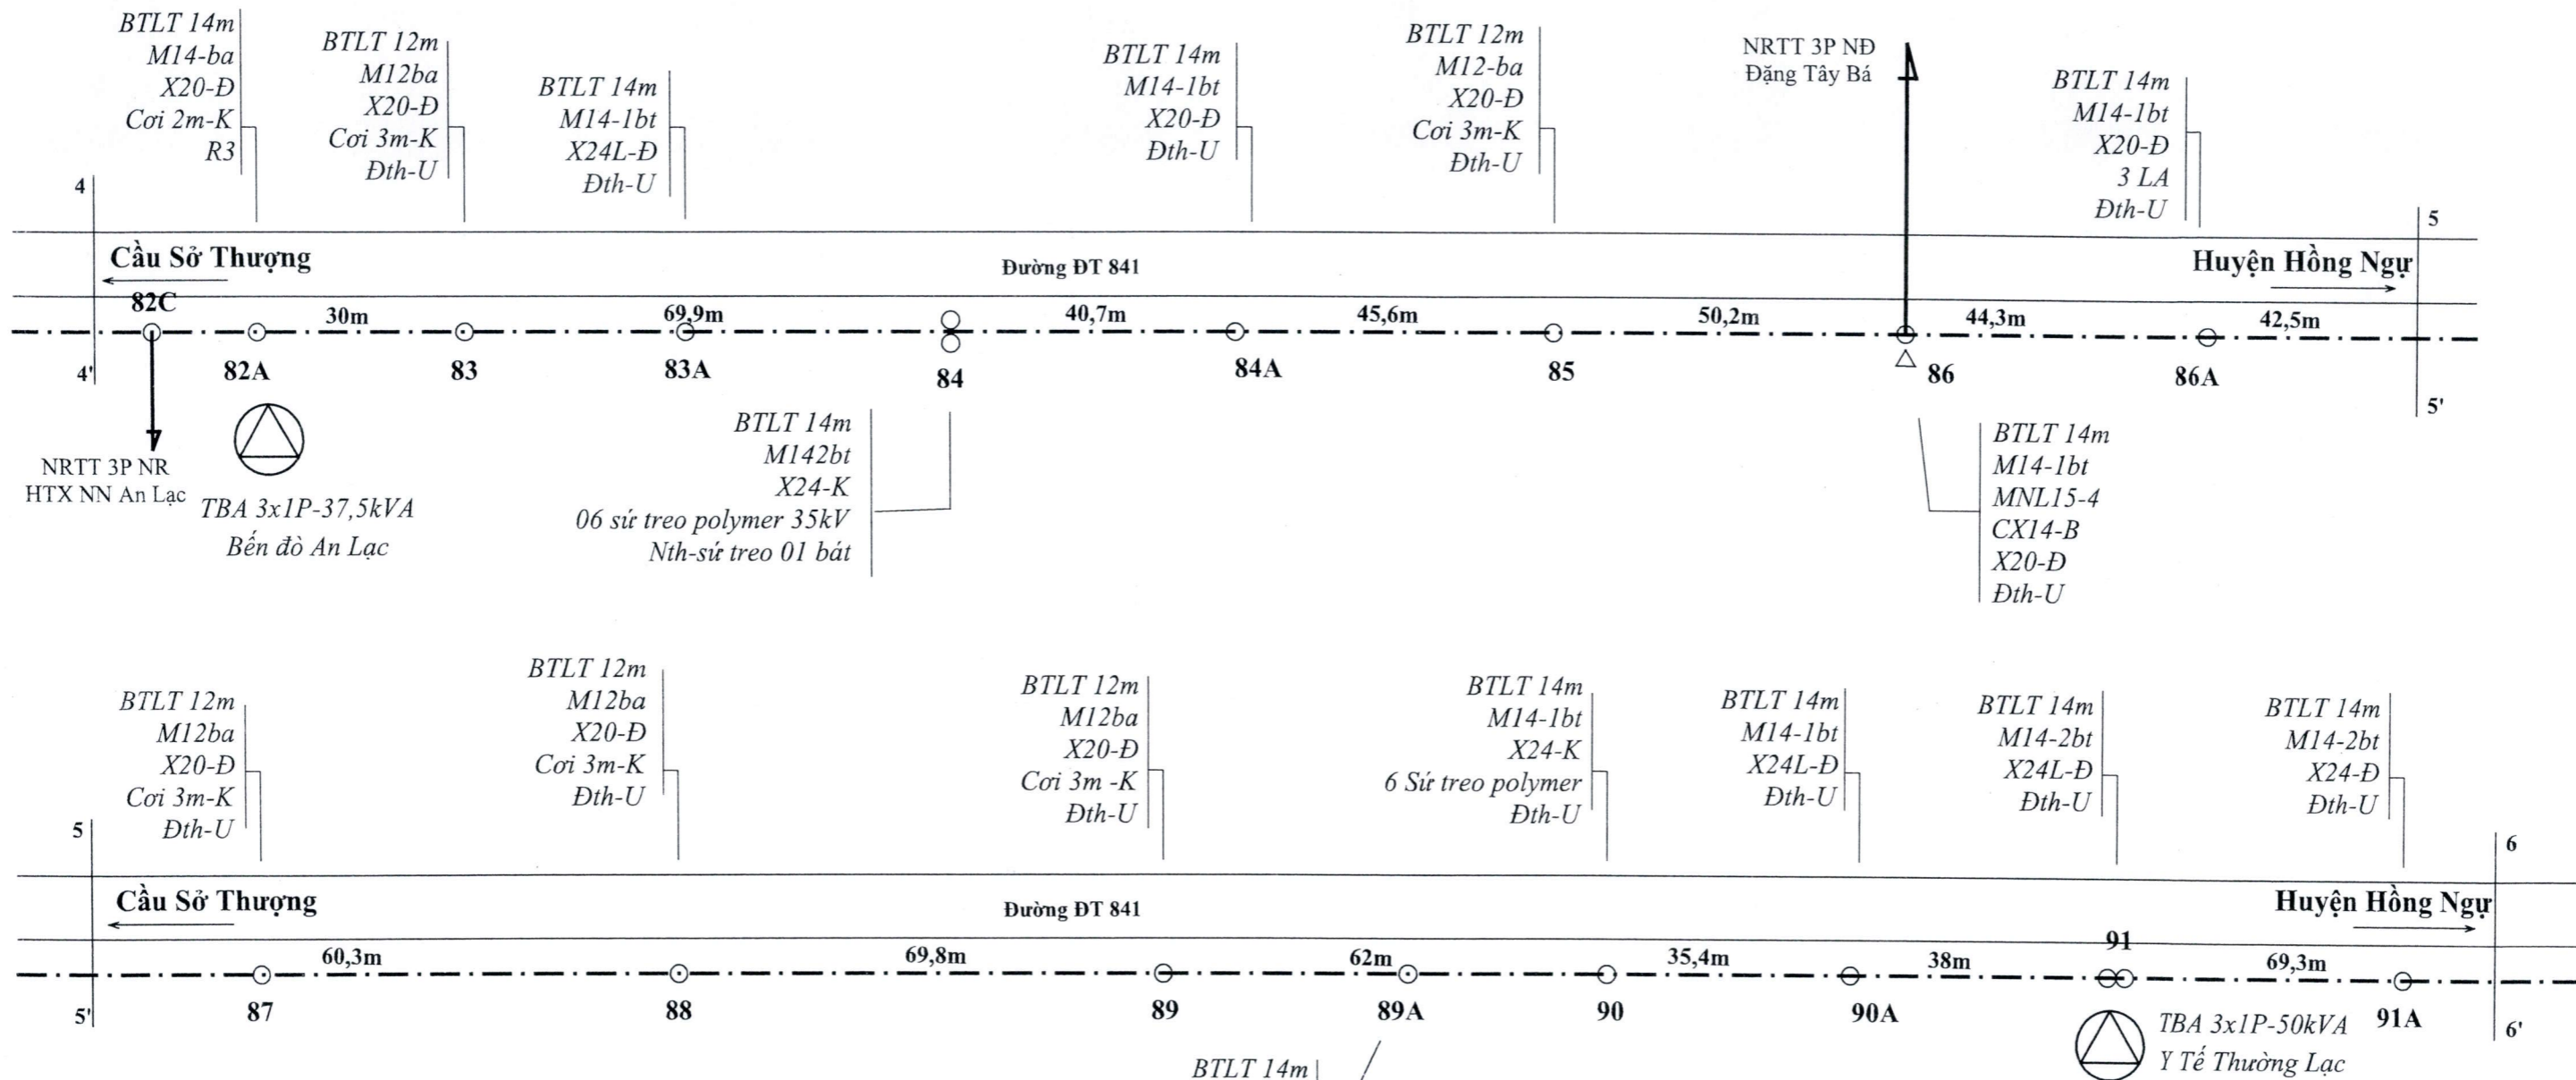 BTLT 14m
M14-ba
X20-Đ
Cơi 2m-K
R3
BTLT 12m
M12ba
X20-Đ
Cơi 3m-K
Đth-U
BTLT 14m
M14-1bt
X24L-Đ
Đth-U
BTLT 14m
M14-1bt
X20-Đ
Đth-U
BTLT 12m
M12-ba
X20-Đ
Cơi 3m-K
Đth-U
NRTT 3P NĐ
Đặng Tây Bá
BTLT 14m
M14-1bt
X20-Đ
3 LA
Đth-U
4
5
Cầu Sở Thượng
Đường ĐT 841
Huyện Hồng Ngự
82C
30m
69,9m
40,7m
45,6m
50,2m
44,3m
42,5m
4'
82A
83
83A
84
84A
85
86
86A
5'
NRTT 3P NR
HTX NN An Lạc
TBA 3x1P-37,5kVA
Bến đò An Lạc
BTLT 14m
M142bt
X24-K
06 sứ treo polymer 35kV
Nth-sứ treo 01 bát
BTLT 14m
M14-1bt
MNL15-4
CX14-B
X20-Đ
Đth-U
BTLT 12m
M12ba
X20-Đ
Cơi 3m-K
Đth-U
BTLT 12m
M12ba
X20-Đ
Cơi 3m-K
Đth-U
BTLT 12m
M12ba
X20-Đ
Cơi 3m -K
Đth-U
BTLT 14m
M14-1bt
X24-K
6 Sứ treo polymer
Đth-U
BTLT 14m
M14-1bt
X24L-Đ
Đth-U
BTLT 14m
M14-2bt
X24L-Đ
Đth-U
BTLT 14m
M14-2bt
X24-Đ
Đth-U
5
6
Cầu Sở Thượng
Đường ĐT 841
Huyện Hồng Ngự
60,3m
69,8m
62m
35,4m
38m
91
69,3m
5'
87
88
89
89A
90
90A
91A
6'
TBA 3x1P-50kVA
Y Tế Thường Lạc
BTLT 14m